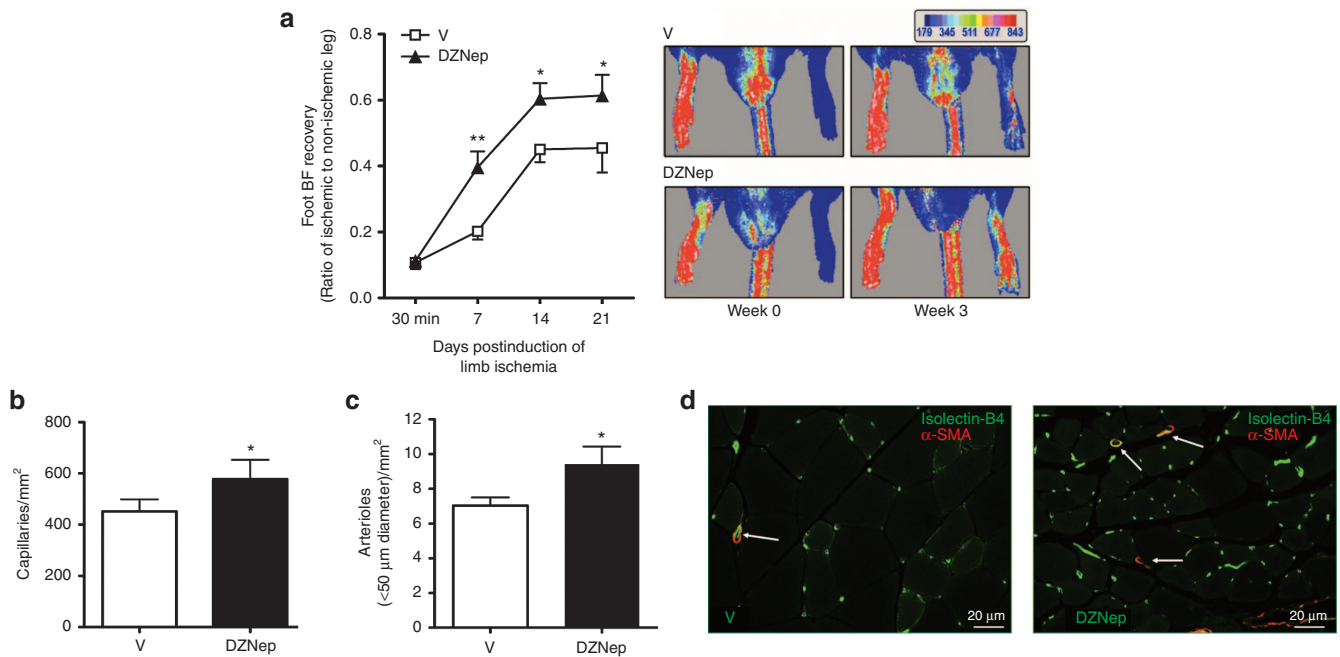 a
V
DZNep
0.8
0.6
0.4
0.2
0.0
Foot BF recovery
(Ratio of ischemic to non-ischemic leg)
**
*
*
30 min
7
14
21
Days postinduction of
limb ischemia
V
179 345 511 677 843
DZNep
Week 0
Week 3
b
800
600
400
200
0
Capillaries/mm²
*
V
DZNep
c
12
10
8
6
4
2
0
Arterioles
(<50 µm diameter)/mm²
*
V
DZNep
d
Isolectin-B4
α-SMA
V
20 µm
Isolectin-B4
α-SMA
DZNep
20 µm